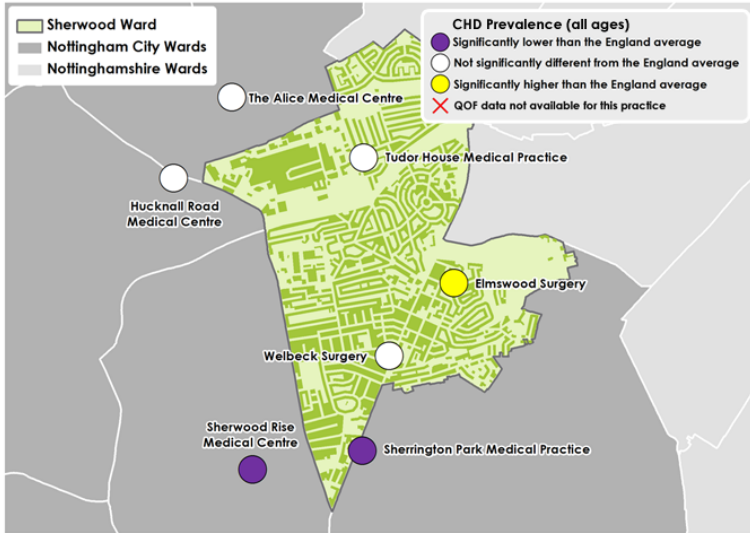 Sherwood Ward
Nottingham City Wards
Nottinghamshire Wards
CHD Prevalence (all ages)
Significantly lower than the England average
Not significantly different from the England average
Significantly higher than the England average
QOF data not available for this practice
The Alice Medical Centre
Tudor House Medical Practice
Hucknall Road
Medical Centre
Elmswood Surgery
Welbeck Surgery
Sherwood Rise
Medical Centre
Sherrington Park Medical Practice